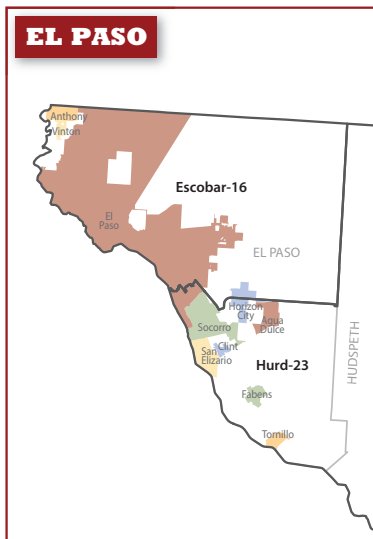 EL PASO
Anthony
Vinton
Escobar-16
El
Paso
EL PASO
Horizon
City
Agua
Dulce
Socorro
Clint
San
Elizario
Hurd-23
HUDSPETH
Fabens
Tornillo